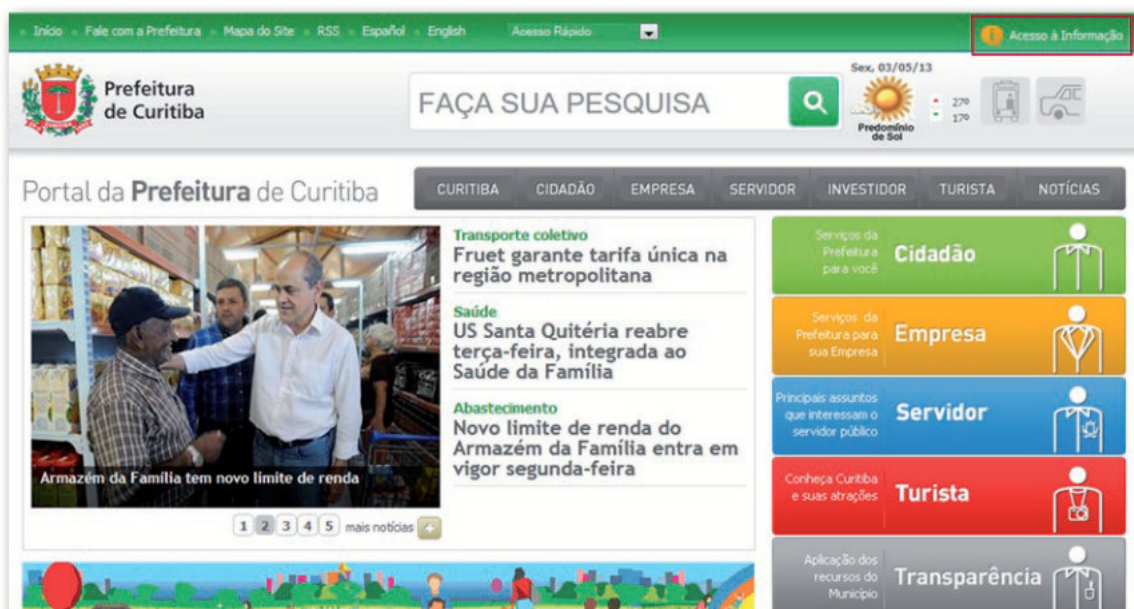 Início Fale com a Prefeitura Mapa do Site RSS Español English Acesso Rápido Acesso à Informação
Prefeitura
de Curitiba
FAÇA SUA PESQUISA
Sex, 03/05/13
27º
17º
Predomínio
de Sol
Portal da Prefeitura de Curitiba
CURITIBA CIDADÃO EMPRESA SERVIDOR INVESTIDOR TURISTA NOTÍCIAS
Armazém da Família tem novo limite de renda
1 2 3 4 5 mais notícias +
Transporte coletivo
Fruet garante tarifa única na
região metropolitana
Saúde
US Santa Quitéria reabre
terça-feira, integrada ao
Saúde da Família
Abastecimento
Novo limite de renda do
Armazém da Família entra em
vigor segunda-feira
Serviços da
Prefeitura
para você
Cidadão
Serviços da
Prefeitura para
sua Empresa
Empresa
Principais assuntos
que interessam o
servidor público
Servidor
Conheça Curitiba
e suas atrações
Turista
Aplicação dos
recursos do
Município
Transparência